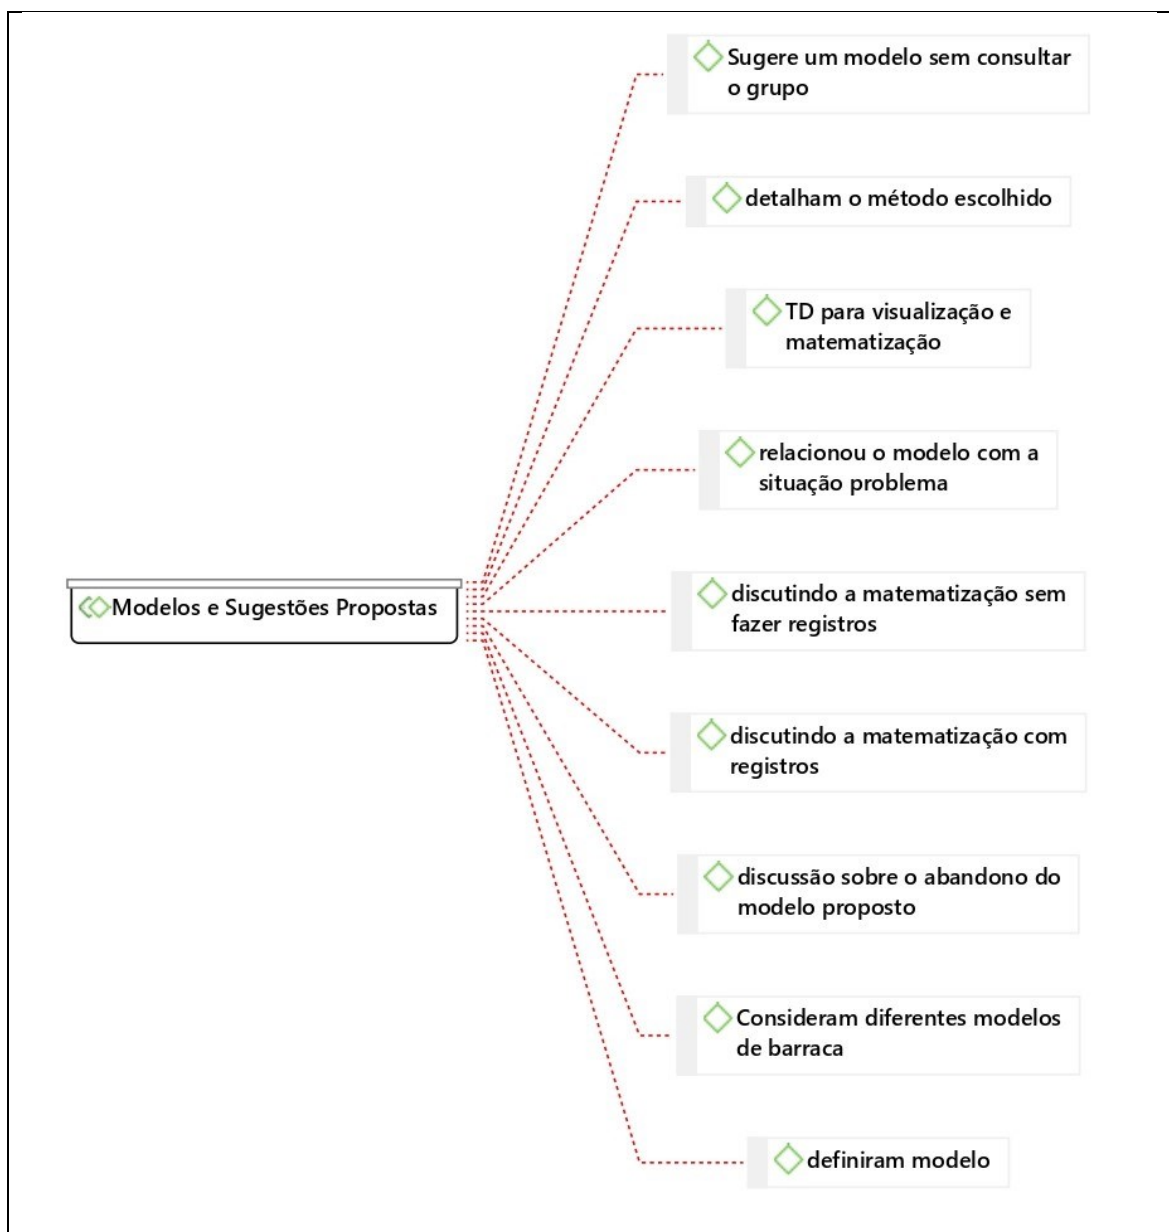 Sugere um modelo sem consultar
o grupo
detalham o método escolhido
TD para visualização e
matematização
relacionou o modelo com a
situação problema
Modelos e Sugestões Propostas
discutindo a matematização sem
fazer registros
discutindo a matematização com
registros
discussão sobre o abandono do
modelo proposto
Consideram diferentes modelos
de barraca
definiram modelo